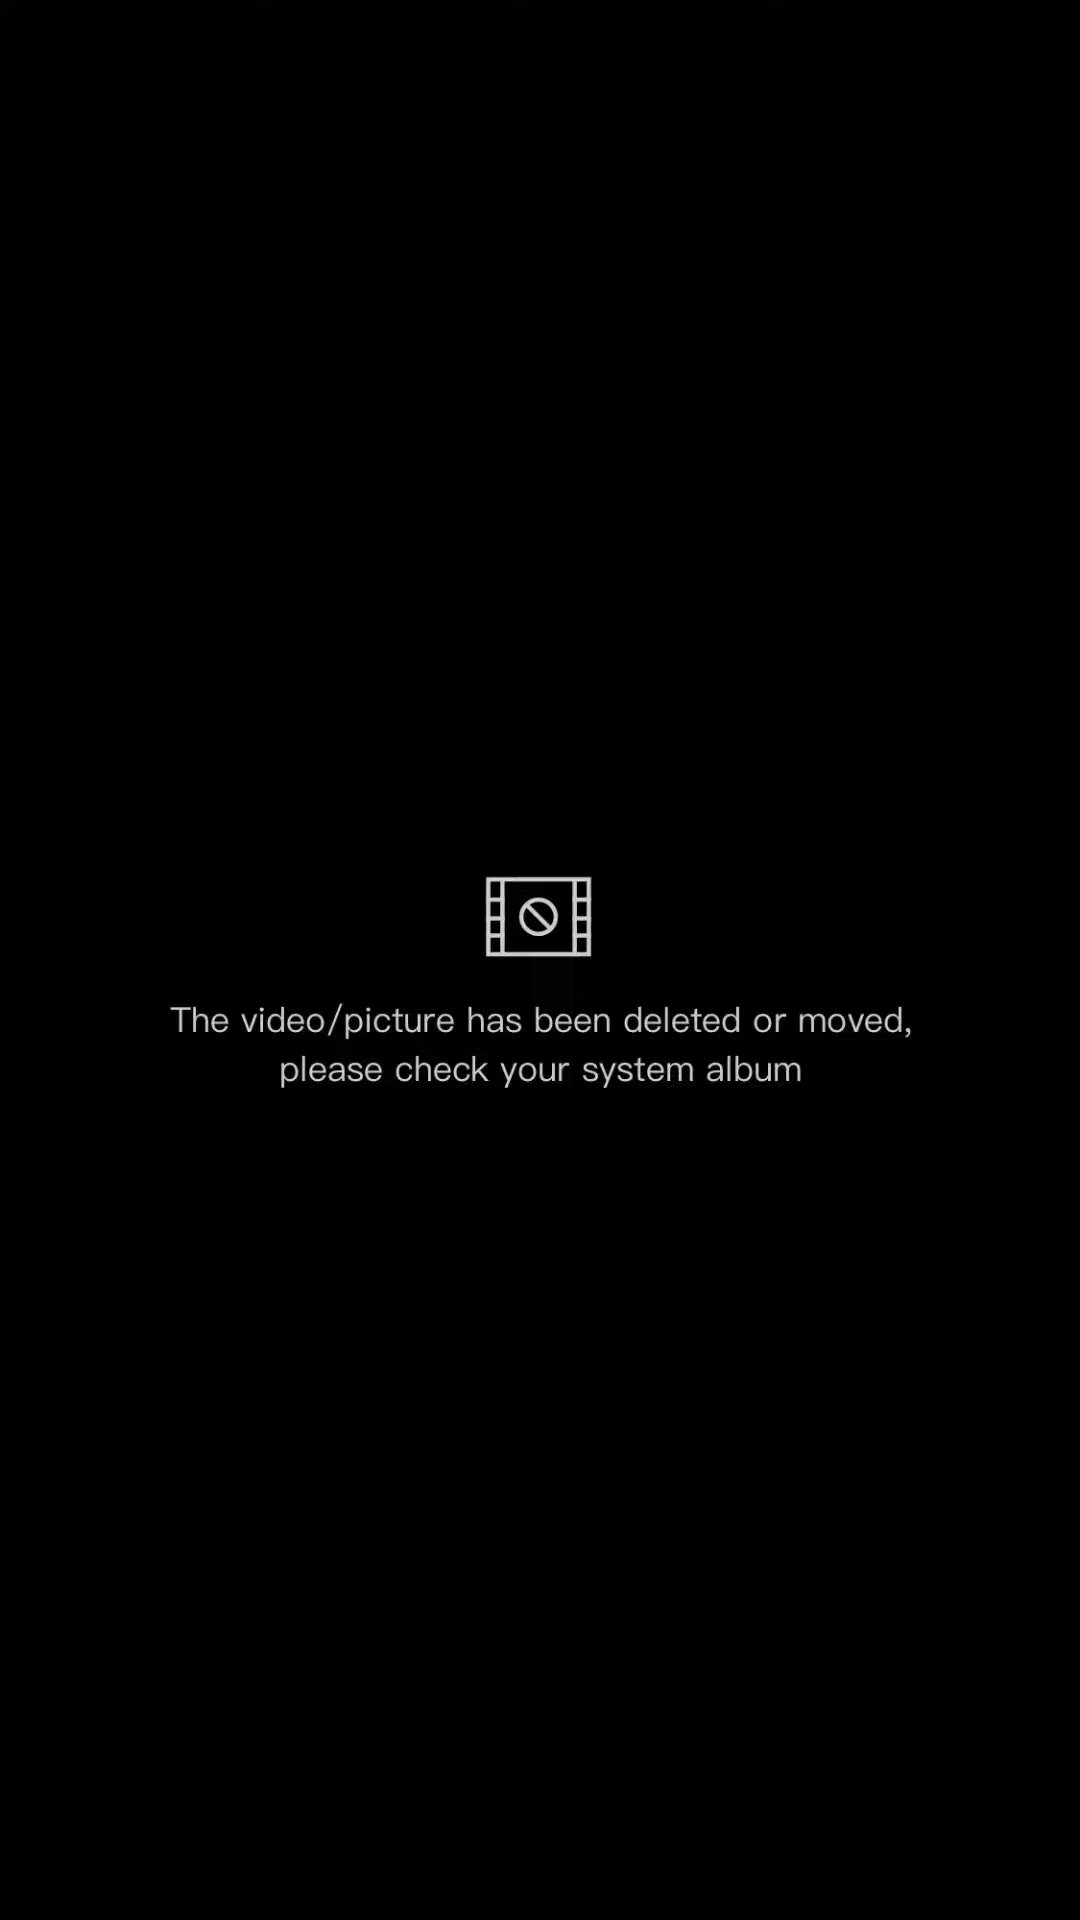 The video/picture has been deleted or moved,
please check your system album